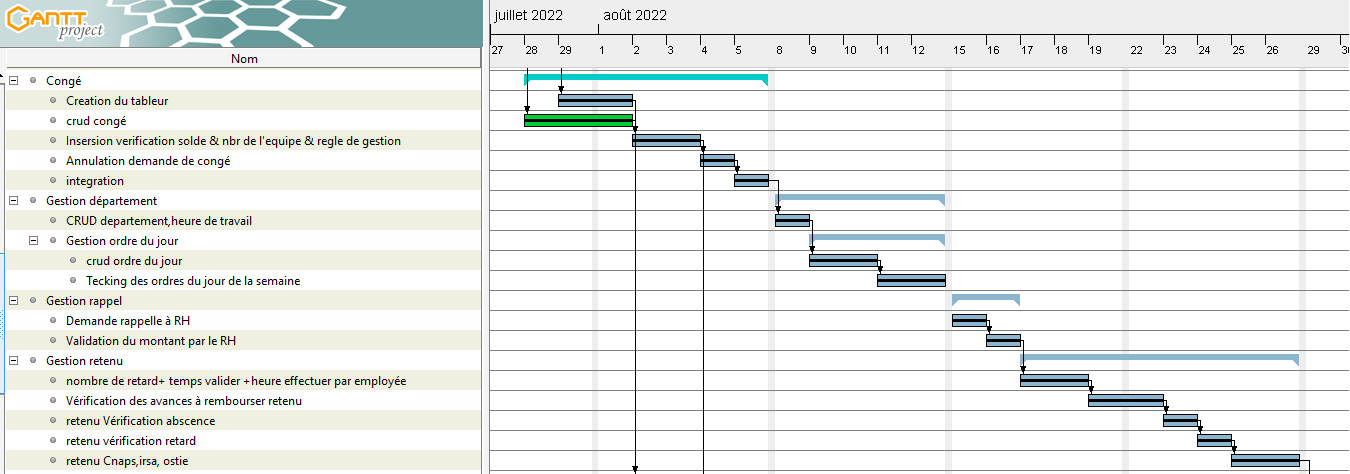 GANTT
project
juillet 2022
août 2022
27 28 29 1 2 3 4 5 8 9 10 11 12 15 16 17 18 19 22 23 24 25 26 29 30
Nom
Congé
Creation du tableur
crud congé
Insersion verification solde & nbr de l'equipe & regle de gestion
Annulation demande de congé
integration
Gestion département
CRUD departement,heure de travail
Gestion ordre du jour
crud ordre du jour
Tecking des ordres du jour de la semaine
Gestion rappel
Demande rappelle à RH
Validation du montant par le RH
Gestion retenu
nombre de retard+ temps valider +heure effectuer par employée
Vérification des avances à rembourser retenu
retenu Vérification abscence
retenu vérification retard
retenu Cnaps,irsa, ostie